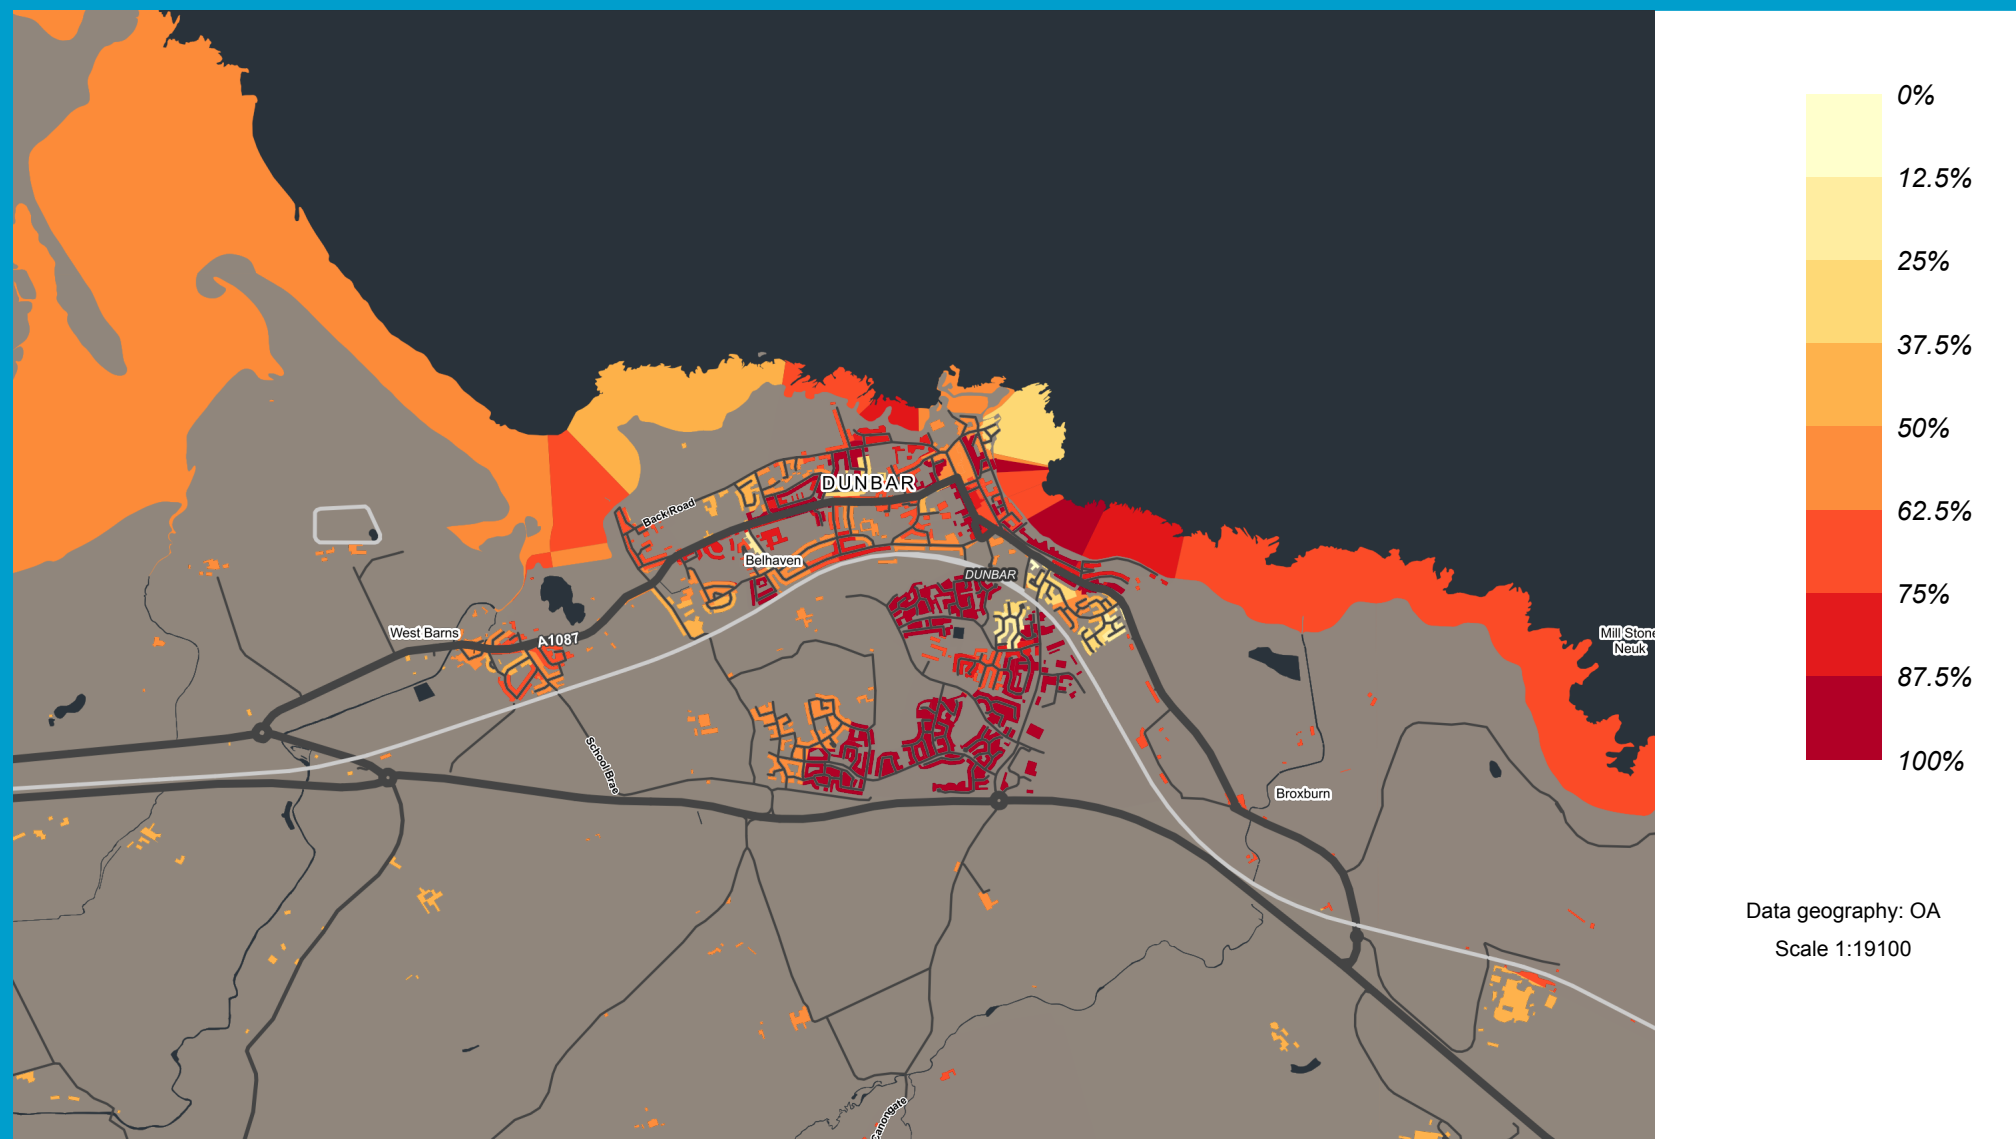 0%
12.5%
25%
37.5%
50%
62.5%
75%
87.5%
100%
Data geography: OA
Scale 1:19100
DUNBAR
Back Road
Belhaven
DUNBAR
West Barns
A1087
School Brae
Mill Stone
Neuk
Broxburn
Canongate